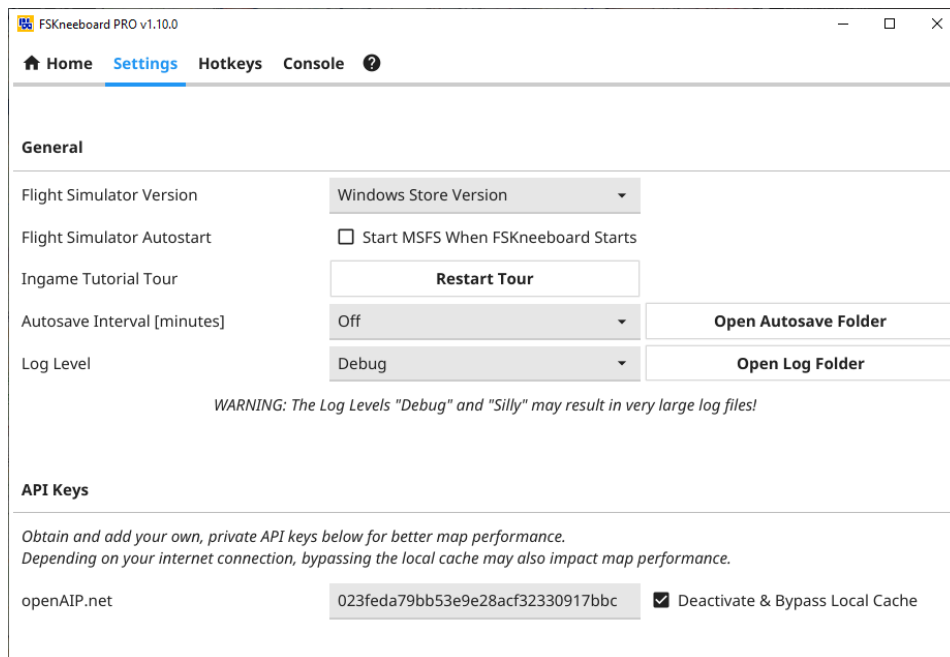 FSKneeboard PRO v1.10.0
Home Settings Hotkeys Console ?
General
Flight Simulator Version Windows Store Version
Flight Simulator Autostart Start MSFS When FSKneeboard Starts
Ingame Tutorial Tour Restart Tour
Autosave Interval [minutes] Off Open Autosave Folder
Log Level Debug Open Log Folder
WARNING: The Log Levels "Debug" and "Silly" may result in very large log files!
API Keys
Obtain and add your own, private API keys below for better map performance.
Depending on your internet connection, bypassing the local cache may also impact map performance.
openAIP.net 023feda79bb53e9e28acf32330917bbc Deactivate & Bypass Local Cache